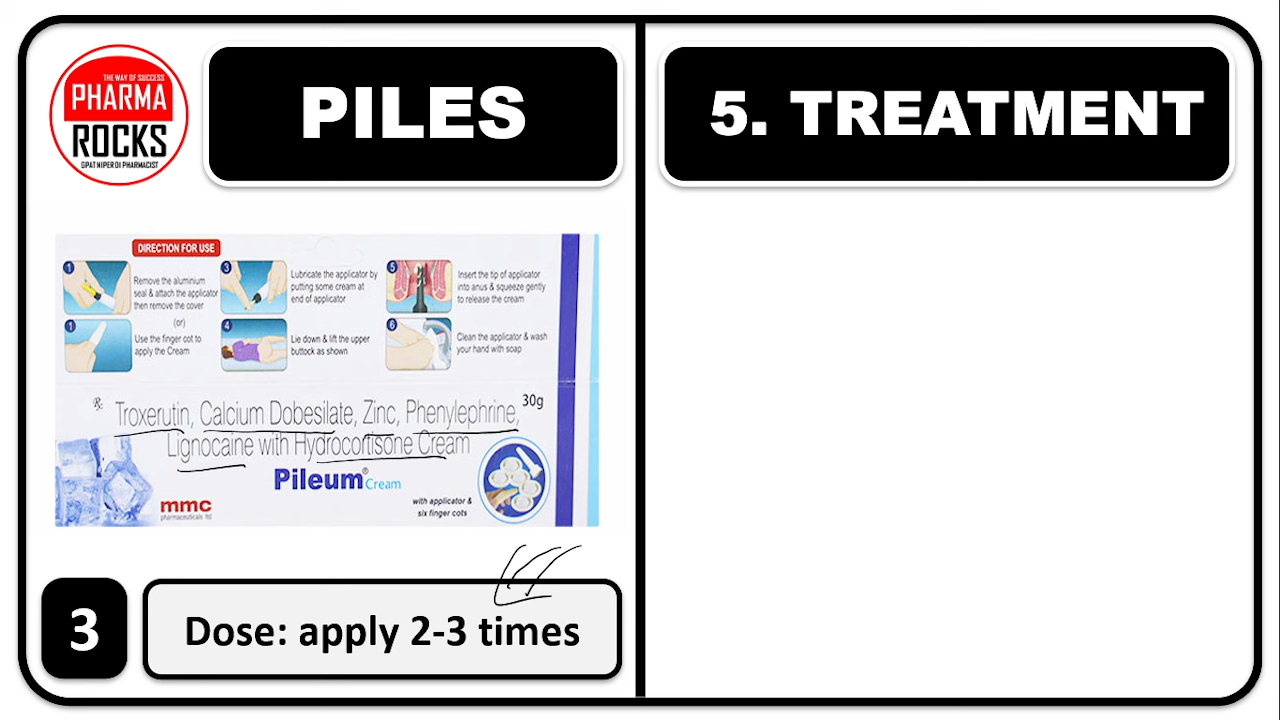 THE WAY OF SUCCESS
PHARMA
ROCKS
GPAT NIPER DI PHARMACIST
PILES
5. TREATMENT
DIRECTION FOR USE
1
Remove the aluminium
seal & attach the applicator
then remove the cover
(or)
1
Use the finger cot to
apply the Cream
3
Lubricate the applicator by
putting some cream at
end of applicator
4
Lie down & lift the upper
buttock as shown
5
Insert the tip of applicator
into anus & squeeze gently
to release the cream
6
Clean the applicator & wash
your hand with soap
Rx
Troxerutin, Calcium Dobesilate, Zinc, Phenylephrine, 30g
Lignocaine with Hydrocortisone Cream
Pileum® Cream
mmc
pharmaceuticals ltd
with applicator &
six finger cots
3
Dose: apply 2-3 times